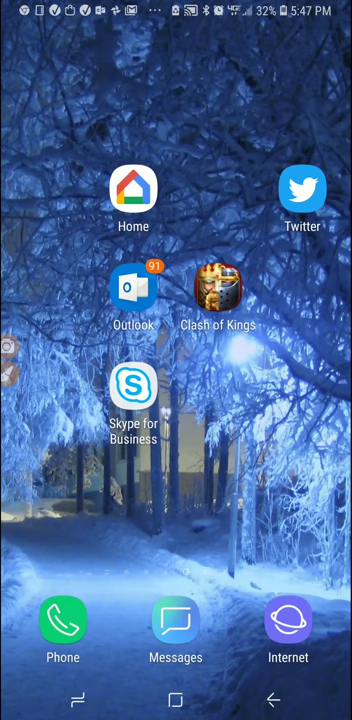 32% 5:47 PM
Home
Twitter
91
Outlook
Clash of Kings
Skype for
Business
Phone
Messages
Internet